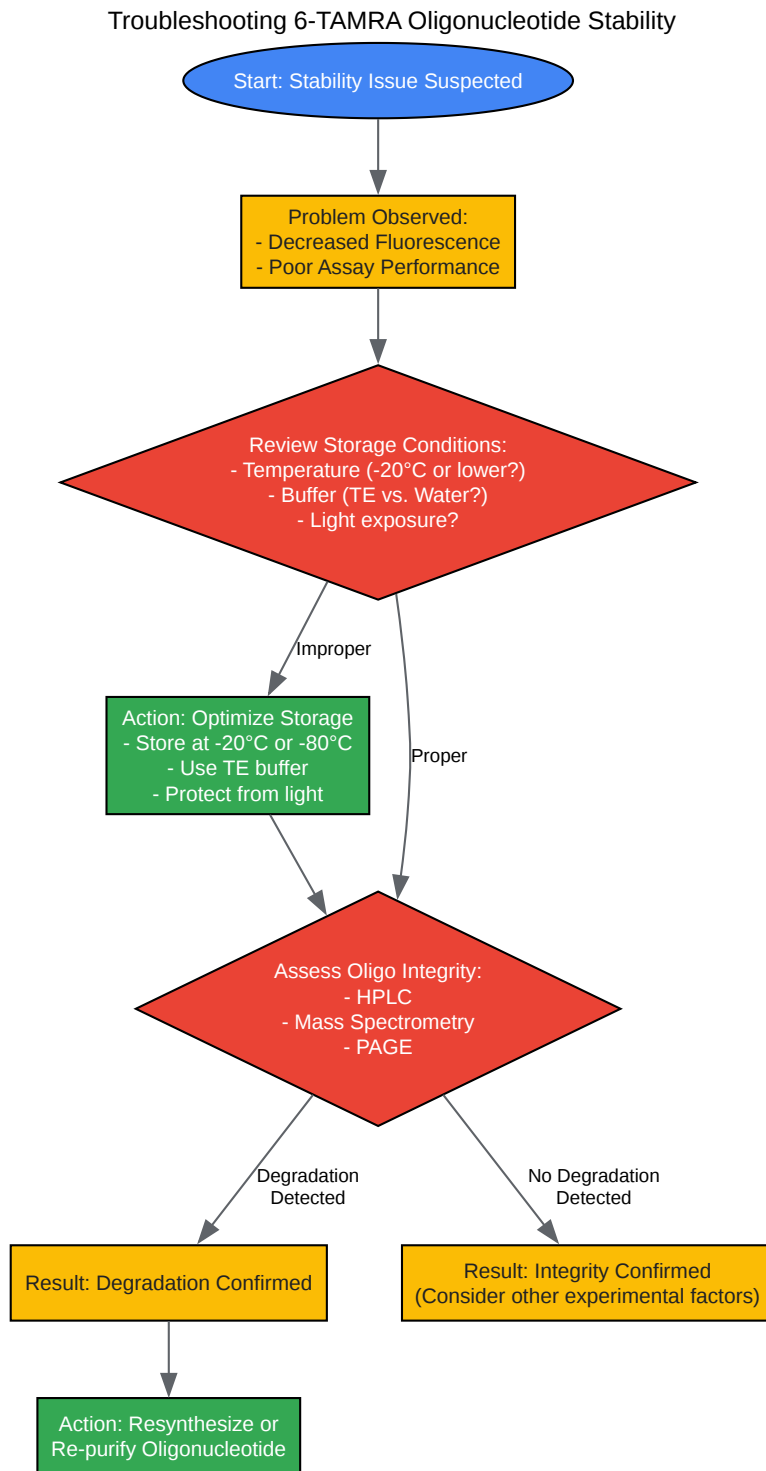 Troubleshooting 6-TAMRA Oligonucleotide Stability
Start: Stability Issue Suspected
Problem Observed:
- Decreased Fluorescence
- Poor Assay Performance
Review Storage Conditions:
- Temperature (-20°C or lower?)
- Buffer (TE vs. Water?)
- Light exposure?
Improper
Action: Optimize Storage
- Store at -20°C or -80°C
- Use TE buffer
- Protect from light
Proper
Assess Oligo Integrity:
- HPLC
- Mass Spectrometry
- PAGE
Degradation
Detected
No Degradation
Detected
Result: Degradation Confirmed
Result: Integrity Confirmed
(Consider other experimental factors)
Action: Resynthesize or
Re-purify Oligonucleotide